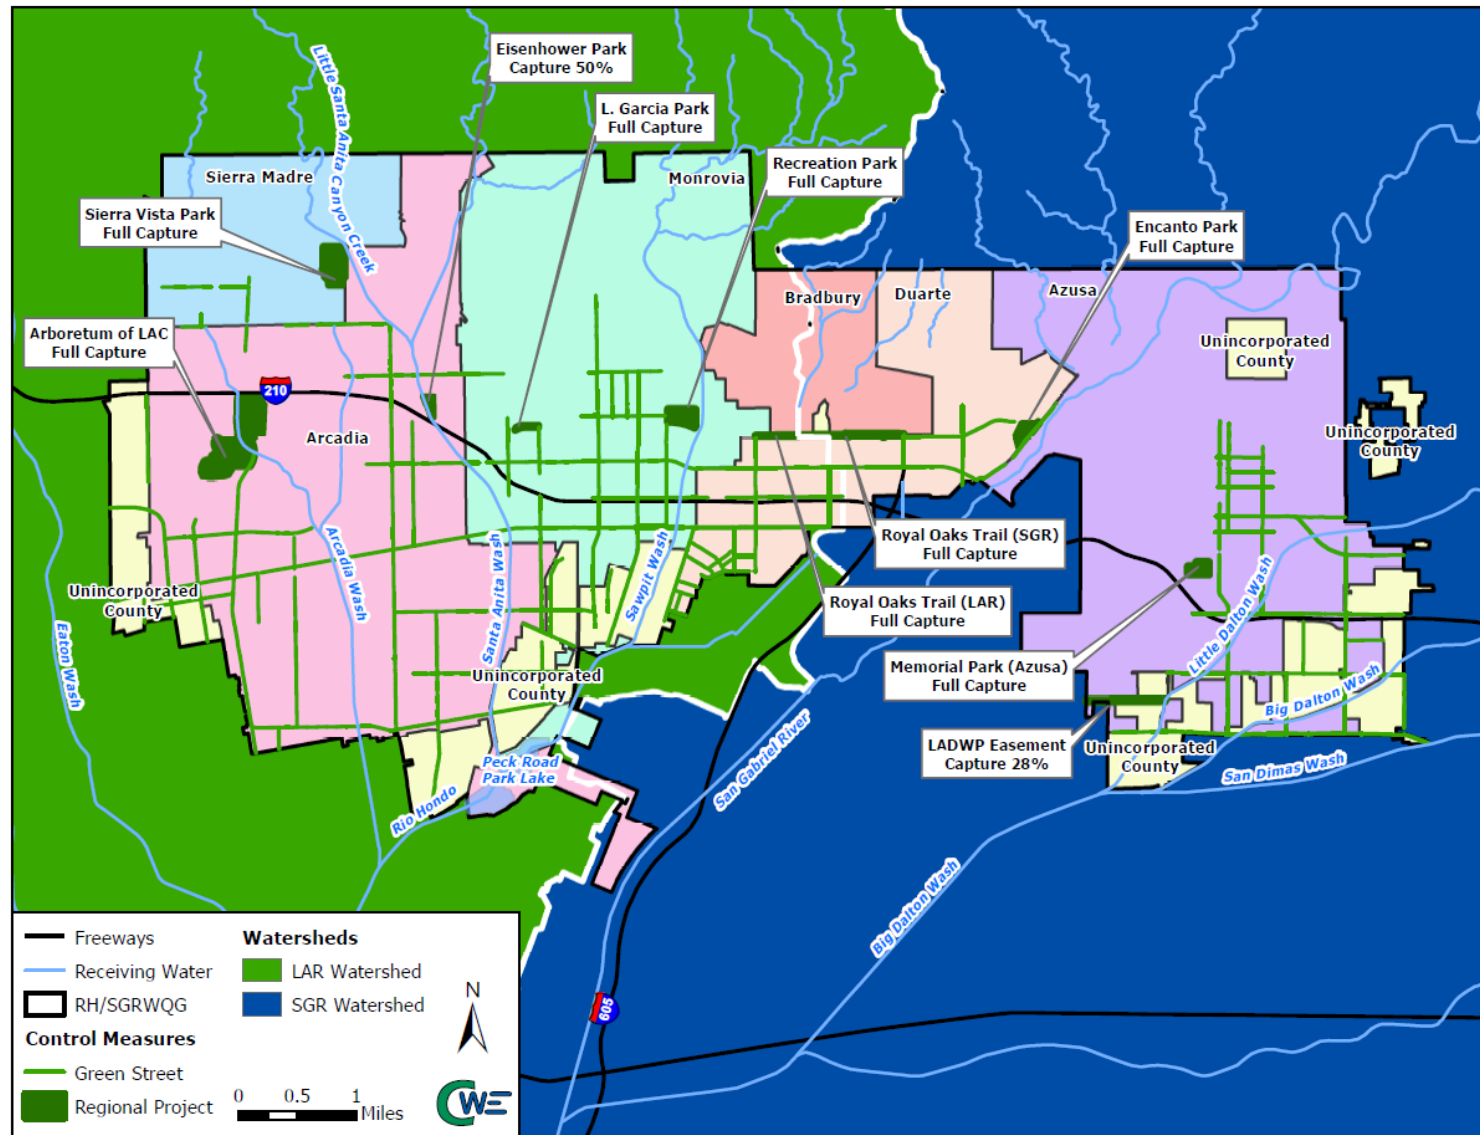 Eisenhower Park
Capture 50%
L. Garcia Park
Full Capture
Recreation Park
Full Capture
Little Santa Anita Canyon Creek
Sierra Madre
Monrovia
Sierra Vista Park
Full Capture
Encanto Park
Full Capture
Bradbury
Duarte
Azusa
Arboretum of LAC
Full Capture
Unincorporated
County
210
Arcadia
Unincorporated
County
Royal Oaks Trail (SGR)
Full Capture
Arcadia Wash
Santa Anita Wash
Sawpit Wash
Unincorporated
County
Royal Oaks Trail (LAR)
Full Capture
Little Dalton Wash
Eaton Wash
Memorial Park (Azusa)
Full Capture
Unincorporated
County
Big Dalton Wash
LADWP Easement
Capture 28%
Unincorporated
County
San Dimas Wash
Peck Road
Park Lake
San Gabriel River
Rio Hondo
Big Dalton Wash
605
Freeways
Receiving Water
RH/SGRWQG
Control Measures
Green Street
Regional Project
Watersheds
LAR Watershed
SGR Watershed
N
0 0.5 1
Miles
CWE